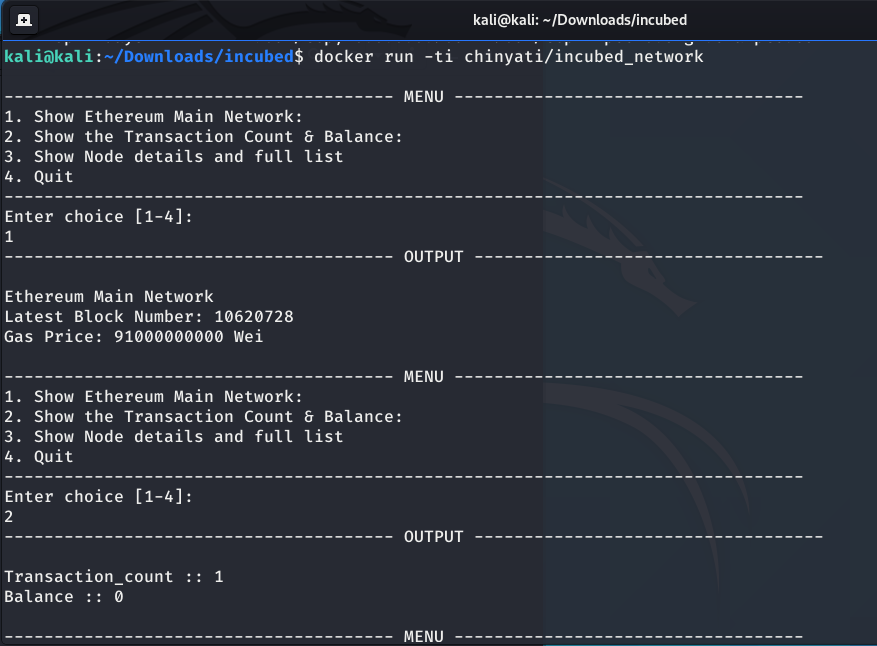 kali@kali: ~/Downloads/incubed
kali@kali:~/Downloads/incubed$ docker run -ti chinyati/incubed_network
--------------------------------------- MENU -----------------------------------
1. Show Ethereum Main Network:
2. Show the Transaction Count & Balance:
3. Show Node details and full list
4. Quit
--------------------------------------------------------------------------------
Enter choice [1-4]:
1
--------------------------------------- OUTPUT -----------------------------------
Ethereum Main Network
Latest Block Number: 10620728
Gas Price: 91000000000 Wei
--------------------------------------- MENU -----------------------------------
1. Show Ethereum Main Network:
2. Show the Transaction Count & Balance:
3. Show Node details and full list
4. Quit
--------------------------------------------------------------------------------
Enter choice [1-4]:
2
--------------------------------------- OUTPUT -----------------------------------
Transaction_count :: 1
Balance :: 0
--------------------------------------- MENU -----------------------------------